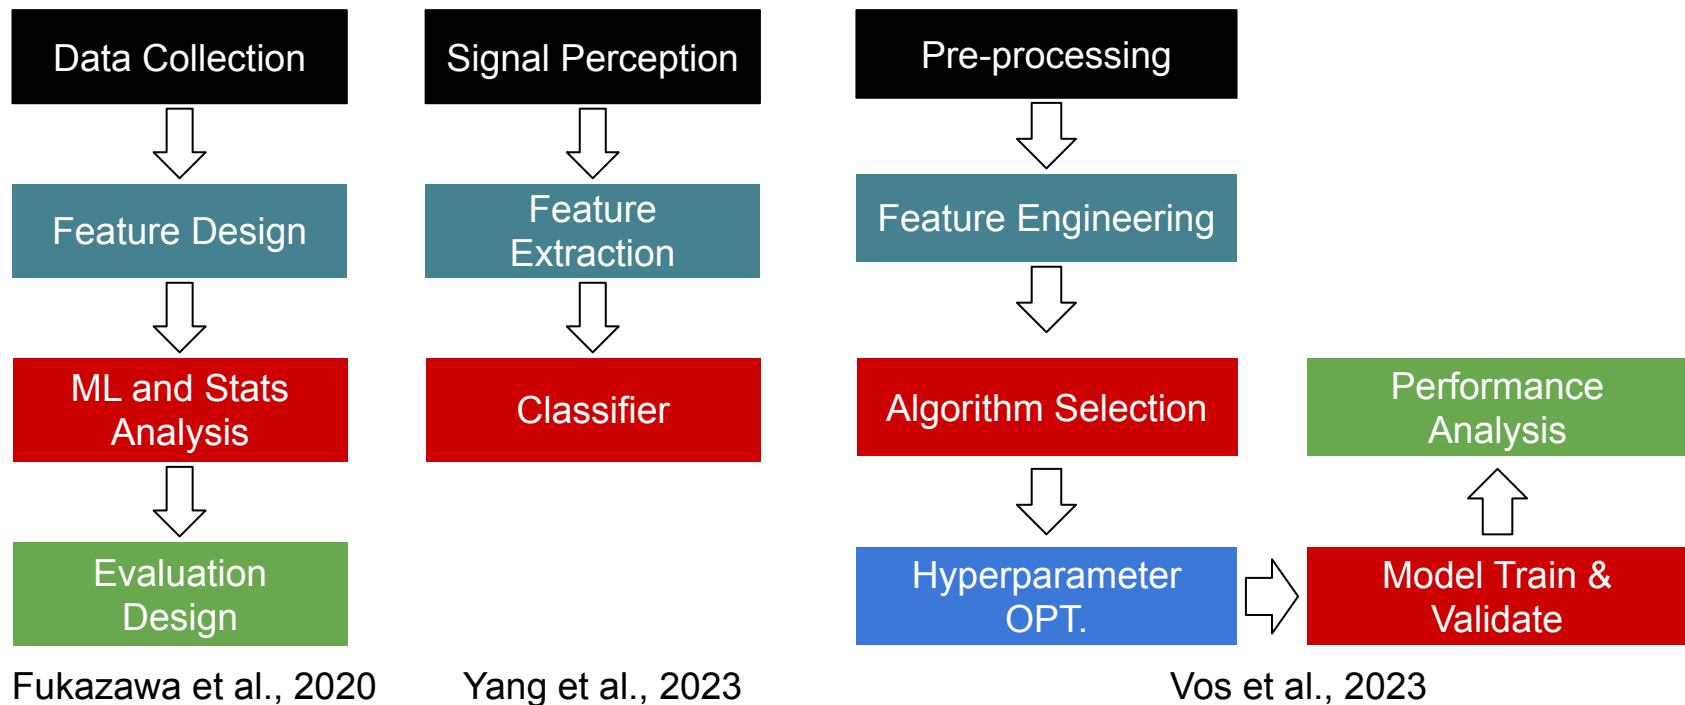 Data Collection
Feature Design
ML and Stats
Analysis
Evaluation
Design
Fukazawa et al., 2020
Signal Perception
Feature
Extraction
Classifier
Yang et al., 2023
Pre-processing
Feature Engineering
Algorithm Selection
Hyperparameter
OPT.
Model Train &
Validate
Performance
Analysis
Vos et al., 2023